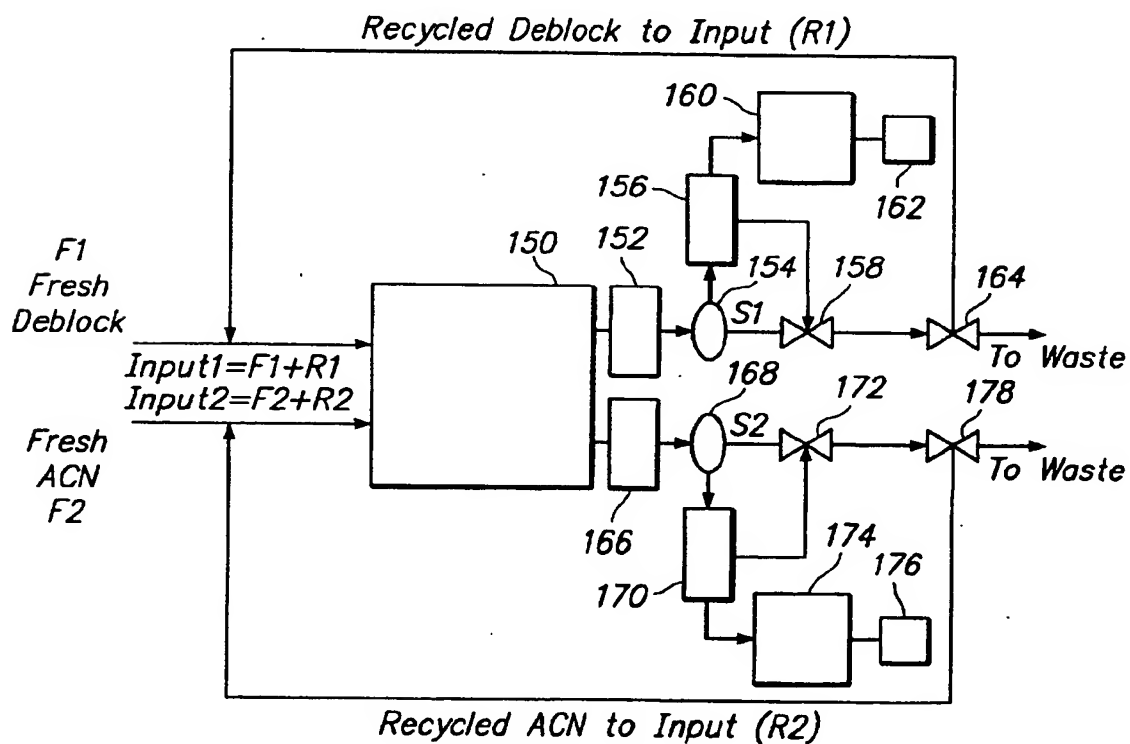 Recycled Deblock to Input (R1)
160
156
162
152
150
154
158
164
F1
Fresh
Deblock
S1
To Waste
Input1=F1+R1
Input2=F2+R2
168
172
178
S2
Fresh
ACN
F2
To Waste
166
174
176
170
Recycled ACN to Input (R2)